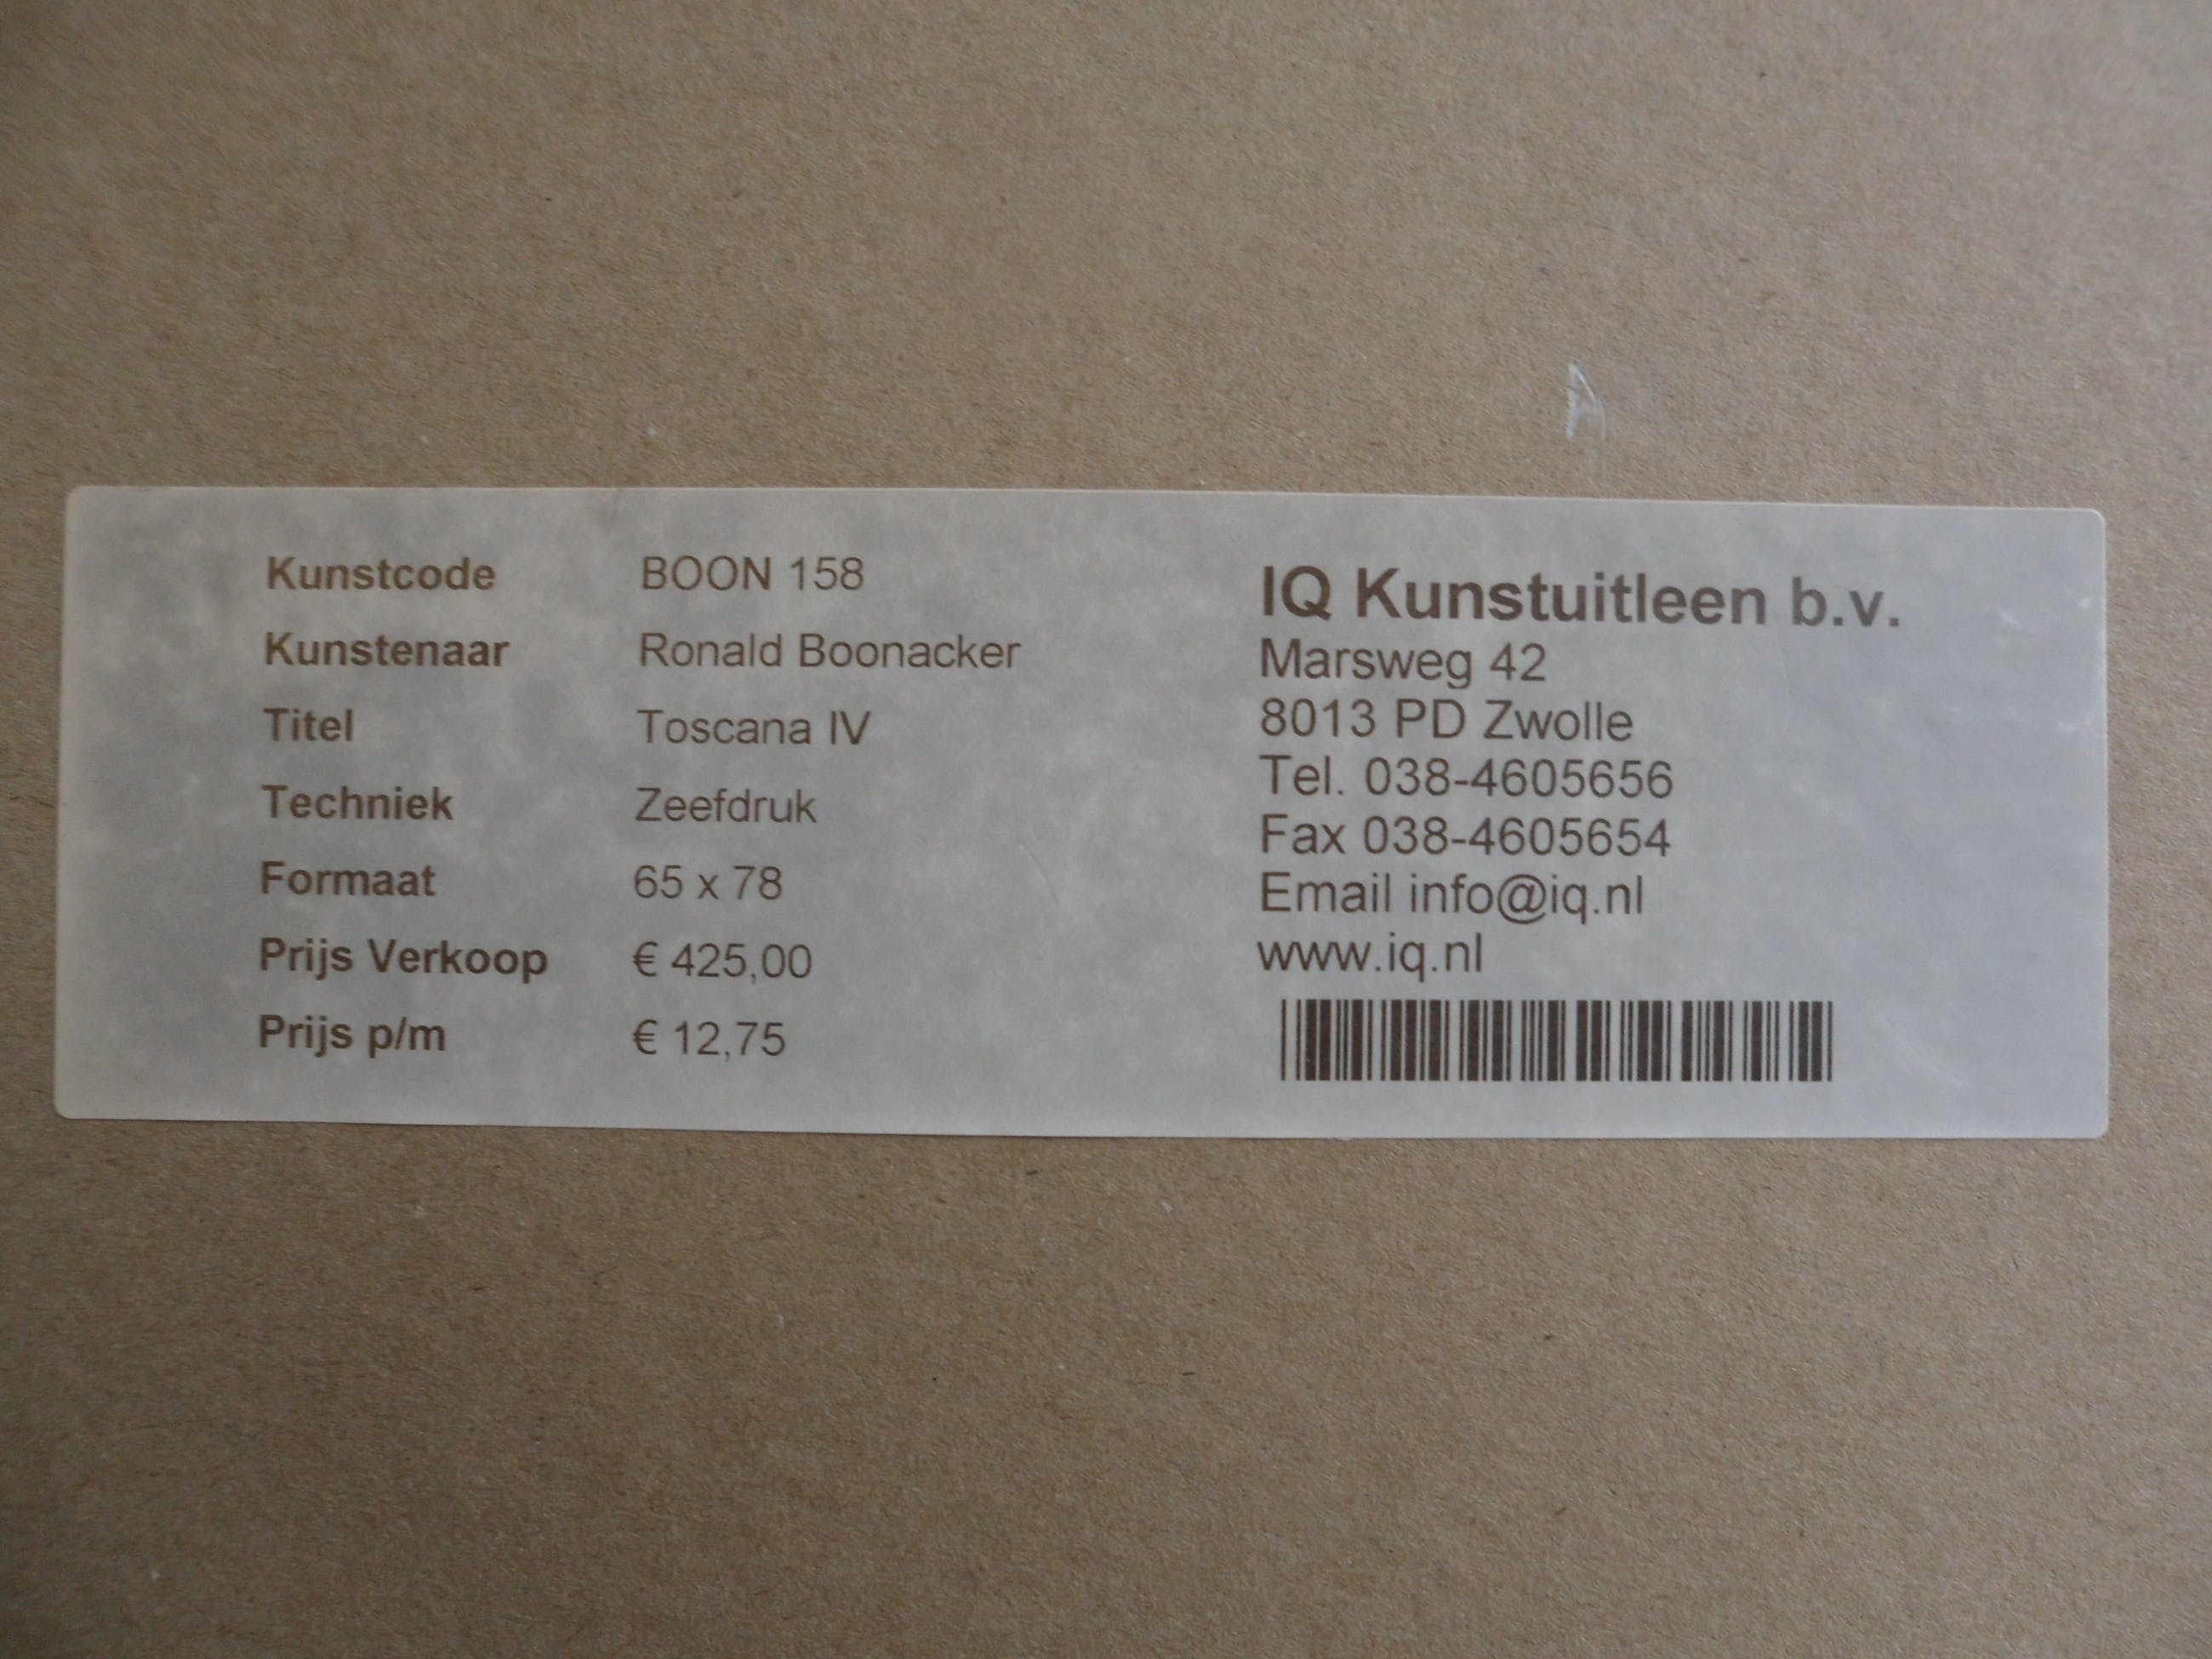 Kunstcode BOON 158
Kunstenaar Ronald Boonacker
Titel Toscana IV
Techniek Zeefdruk
Formaat 65 x 78
Prijs Verkoop € 425,00
Prijs p/m € 12,75
IQ Kunstuitleen b.v.
Marsweg 42
8013 PD Zwolle
Tel. 038-4605656
Fax 038-4605654
Email info@iq.nl
www.iq.nl